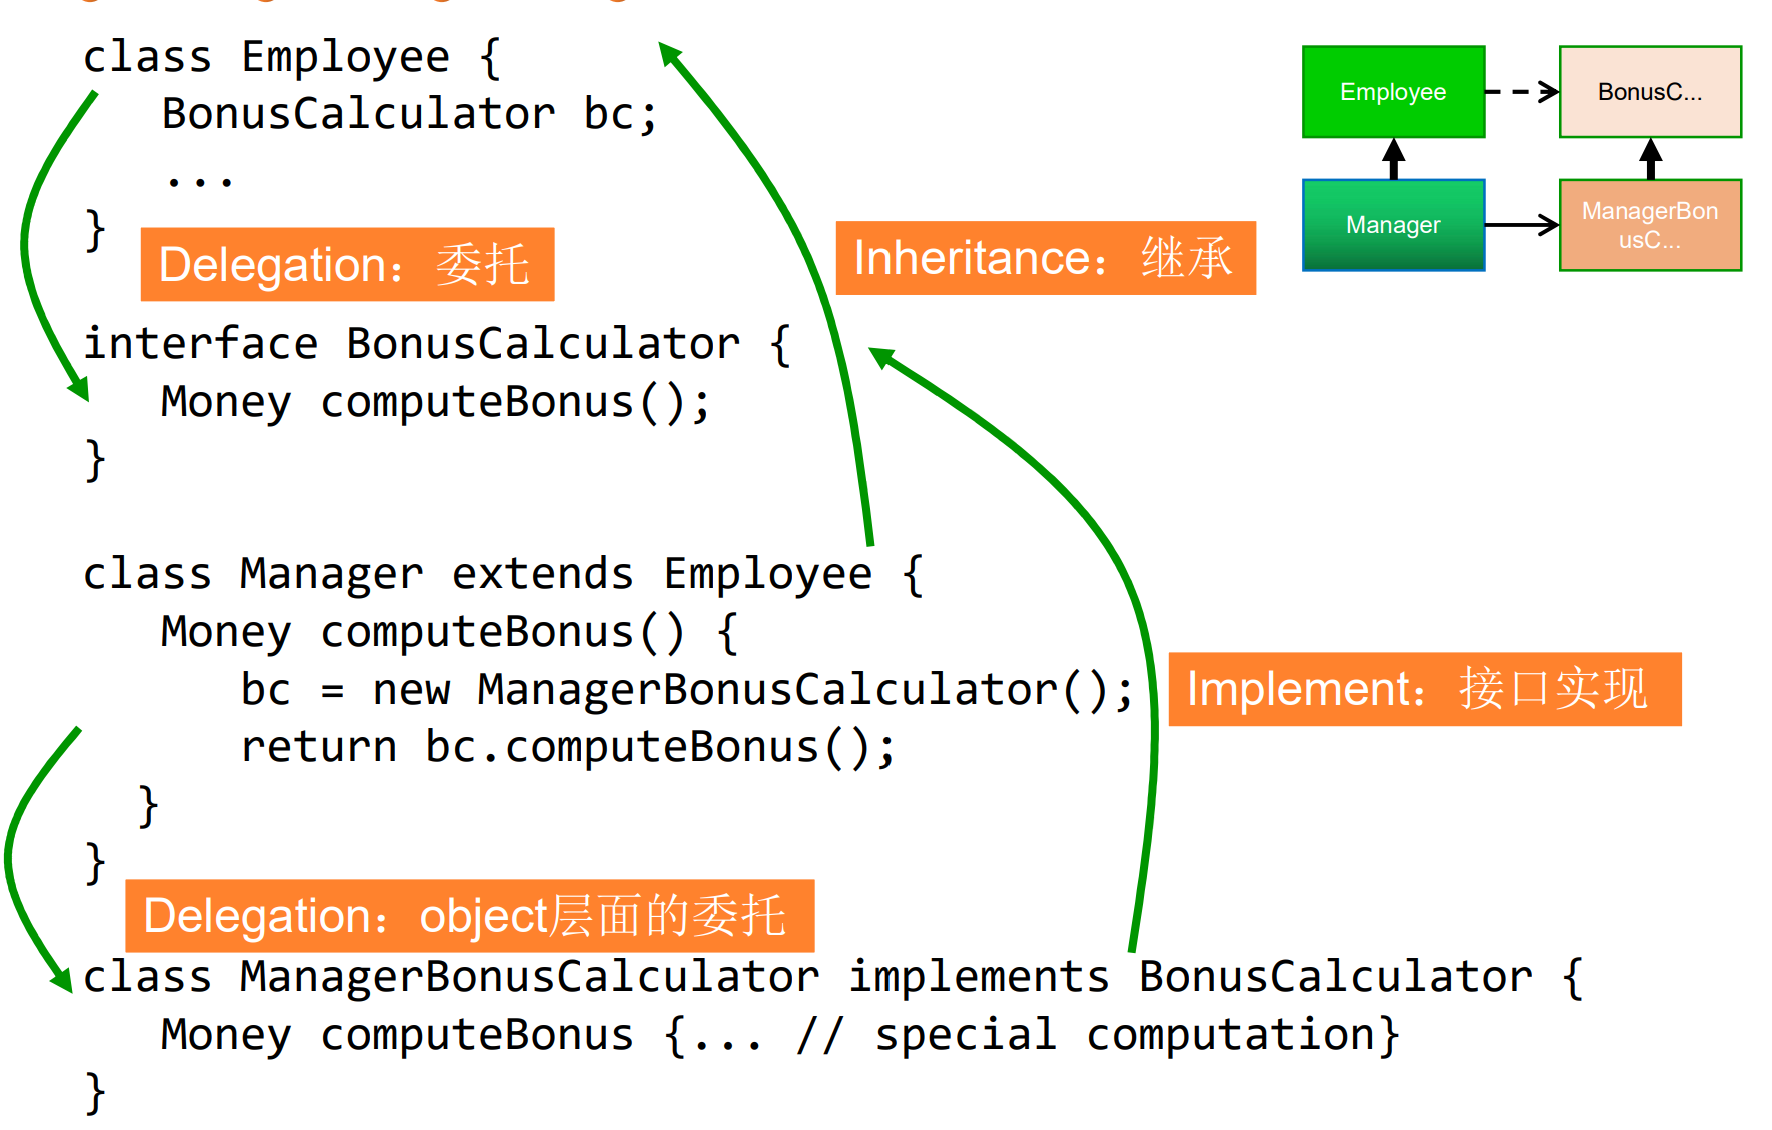 class Employee {
BonusCalculator bc;
...
}
Delegation：委托
Inheritance：继承
Employee
BonusC...
Manager
ManagerBon
usC...
interface BonusCalculator {
Money computeBonus();
}
class Manager extends Employee {
Money computeBonus() {
bc = new ManagerBonusCalculator();
return bc.computeBonus();
}
}
Implement：接口实现
Delegation：object层面的委托
class ManagerBonusCalculator implements BonusCalculator {
Money computeBonus {... // special computation}
}